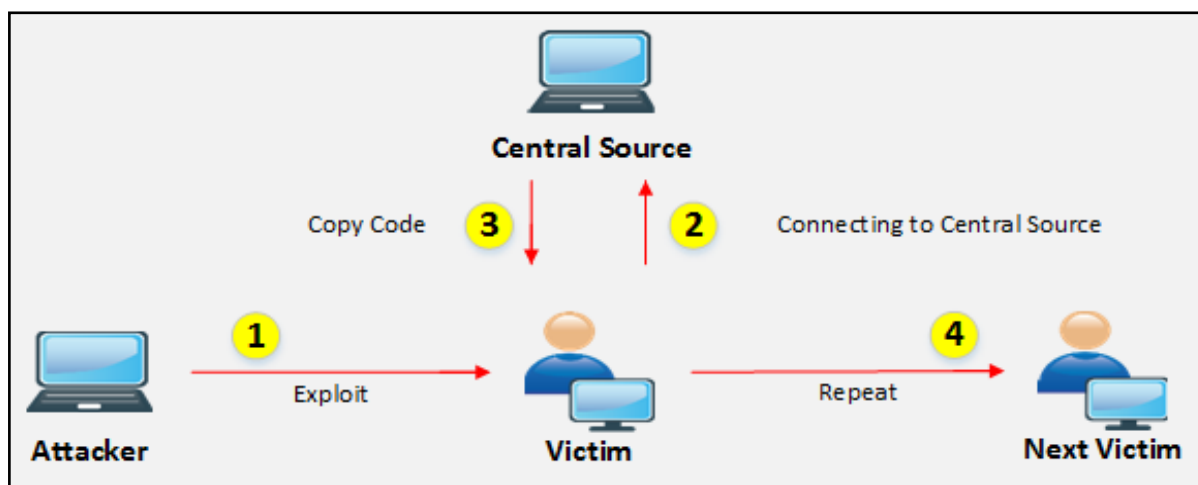 Central Source
Copy Code
3
2
Connecting to Central Source
1
4
Exploit
Repeat
Attacker
Victim
Next Victim